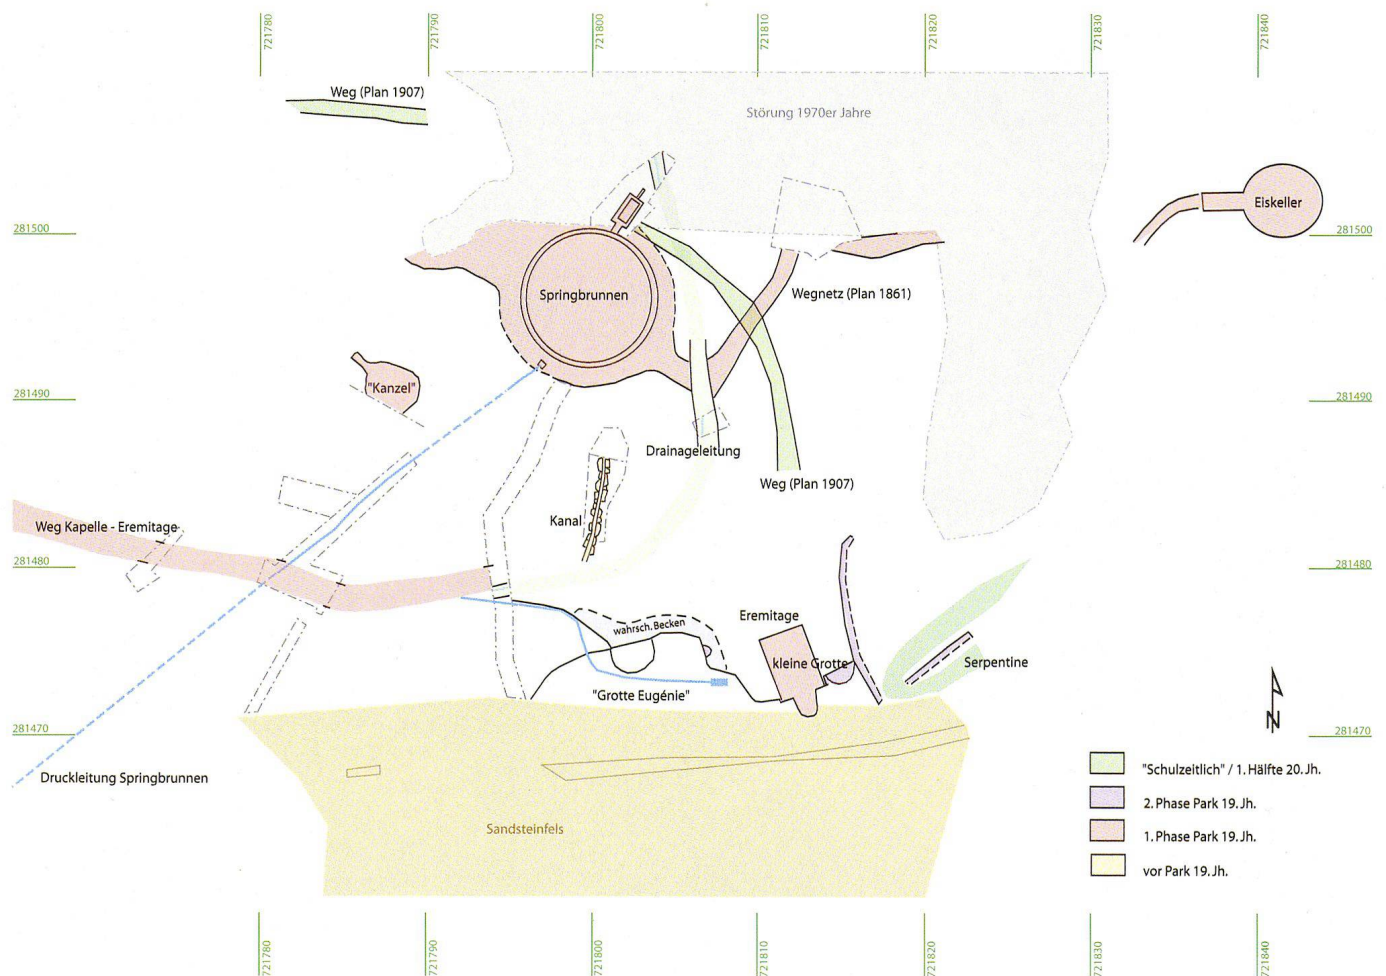 721780
721790
721800
721810
721820
721830
721840
Weg (Plan 1907)
Störung 1970er Jahre
Eiskeller
281500
281500
Springbrunnen
Wegnetz (Plan 1861)
"Kanzel"
281490
281490
Drainageleitung
Weg (Plan 1907)
Kanal
Weg Kapelle - Eremitage
281480
281480
Eremitage
wahrsch. Becken
kleine Grotte
Serpentine
"Grotte Eugénie"
N
281470
281470
Druckleitung Springbrunnen
"Schulzeitlich" / 1. Hälfte 20. Jh.
2. Phase Park 19. Jh.
Sandsteinfels
1. Phase Park 19. Jh.
vor Park 19. Jh.
721780
721790
721800
721810
721820
721830
721840